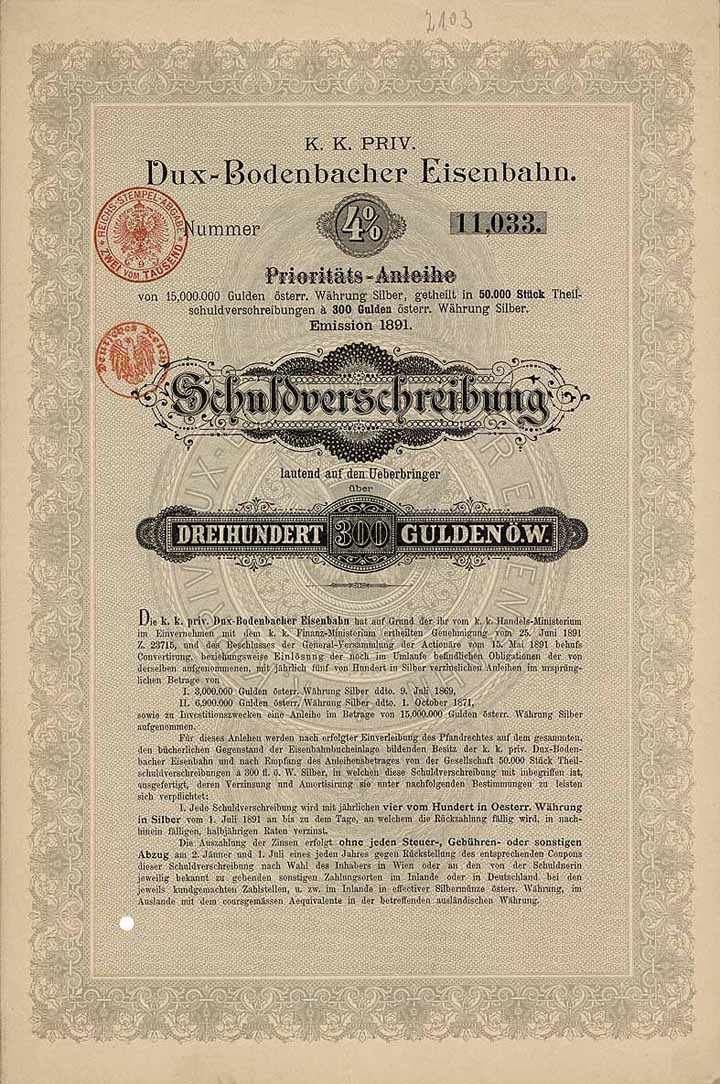 2103
K. K. PRIV.
Dux-Bodenbacher Eisenbahn.
REICHS-STEMPEL-ABGABE
ZWEI VOM TAUSEND
Nummer 4% 11,033.
Prioritäts-Anleihe
von 15,000.000 Gulden österr. Währung Silber, getheilt in 50.000 Stück Theil-
schuldverschreibungen à 300 Gulden österr. Währung Silber.
Emission 1891.
Deutsches Reich
Schuldverschreibung
lautend auf den Ueberbringer
über
DREIHUNDERT 300 GULDEN Ö.W.
Die k. k. priv. Dux-Bodenbacher Eisenbahn hat auf Grund der ihr vom k. k. Handels-Ministerium
im Einvernehmen mit dem k. k. Finanz-Ministerium ertheilten Genehmigung vom 25. Juni 1891
Z. 23715, und des Beschlusses der General-Versammlung der Actionäre vom 15. Mai 1891 behufs
Convertirung, beziehungsweise Einlösung der noch im Umlaufe befindlichen Obligationen der von
derselben aufgenommenen, mit jährlich fünf von Hundert in Silber verzinslichen Anleihen im ursprüng-
lichen Betrage von
I. 3,000.000 Gulden österr. Währung Silber ddto. 9. Juli 1869,
II. 6,900.000 Gulden österr. Währung Silber ddto. 1. October 1871,
sowie zu Investitionszwecken eine Anleihe im Betrage von 15,000.000 Gulden österr. Währung Silber
aufgenommen.
Für dieses Anlehen werden nach erfolgter Einverleibung des Pfandrechtes auf dem gesammten,
den bücherlichen Gegenstand der Eisenbahnbucheinlage bildenden Besitz der k. k. priv. Dux-Boden-
bacher Eisenbahn und nach Empfang des Anleihensbetrages von der Gesellschaft 50.000 Stück Theil-
schuldverschreibungen à 300 fl. ö. W. Silber, in welchen diese Schuldverschreibung mit inbegriffen ist,
ausgefertigt, deren Verzinsung und Amortisirung sie unter nachfolgenden Bestimmungen zu leisten
sich verpflichtet:
I. Jede Schuldverschreibung wird mit jährlichen vier vom Hundert in Oesterr. Währung
in Silber vom 1. Juli 1891 an bis zu dem Tage, an welchem die Rückzahlung fällig wird, in nach-
hinein fälligen, halbjährigen Raten verzinst.
Die Auszahlung der Zinsen erfolgt ohne jeden Steuer-, Gebühren- oder sonstigen
Abzug am 2. Jänner und 1. Juli eines jeden Jahres gegen Rückstellung des entsprechenden Coupons
dieser Schuldverschreibung nach Wahl des Inhabers in Wien oder an den von der Schuldnerin
jeweilig bekannt zu gebenden sonstigen Zahlungsorten im Inlande oder in Deutschland bei den
jeweils kundgemachten Zahlstellen, u. zw. im Inlande in effectiver Silbermünze österr. Währung, im
Auslande mit dem coursgemässen Aequivalente in der betreffenden ausländischen Währung.